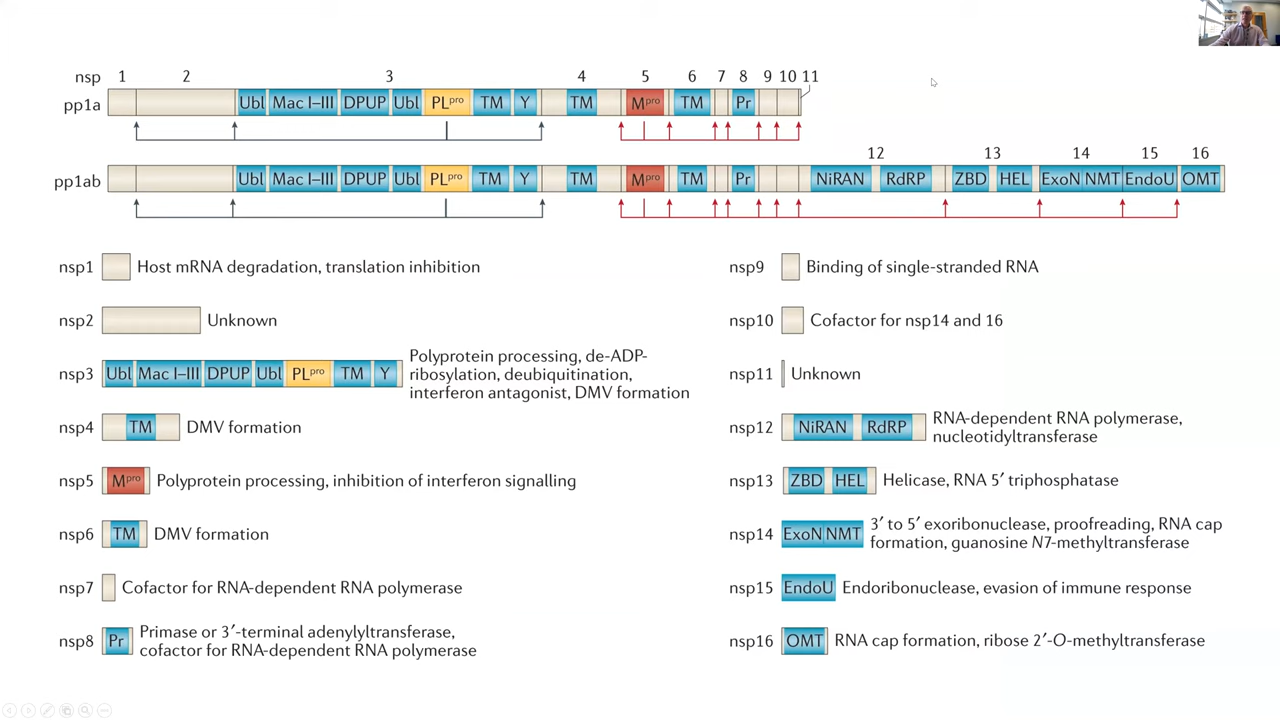 nsp 1 2 3 4 5 6 7 8 9 10 11
pp1a Ubl Mac I–III DPUP Ubl PLpro TM Y TM Mpro TM Pr
12 13 14 15 16
pp1ab Ubl Mac I–III DPUP Ubl PLpro TM Y TM Mpro TM Pr NiRAN RdRP ZBD HEL ExoN NMT EndoU OMT
nsp1 Host mRNA degradation, translation inhibition
nsp2 Unknown
nsp3 Ubl Mac I–III DPUP Ubl PLpro TM Y
Polyprotein processing, de-ADP-
ribosylation, deubiquitination,
interferon antagonist, DMV formation
nsp4 TM DMV formation
nsp5 Mpro Polyprotein processing, inhibition of interferon signalling
nsp6 TM DMV formation
nsp7 Cofactor for RNA-dependent RNA polymerase
nsp8 Pr Primase or 3′-terminal adenylyltransferase,
cofactor for RNA-dependent RNA polymerase
nsp9 Binding of single-stranded RNA
nsp10 Cofactor for nsp14 and 16
nsp11 Unknown
nsp12 NiRAN RdRP RNA-dependent RNA polymerase,
nucleotidyltransferase
nsp13 ZBD HEL Helicase, RNA 5′ triphosphatase
nsp14 ExoN NMT 3′ to 5′ exoribonuclease, proofreading, RNA cap
formation, guanosine N7-methyltransferase
nsp15 EndoU Endoribonuclease, evasion of immune response
nsp16 OMT RNA cap formation, ribose 2′-O-methyltransferase